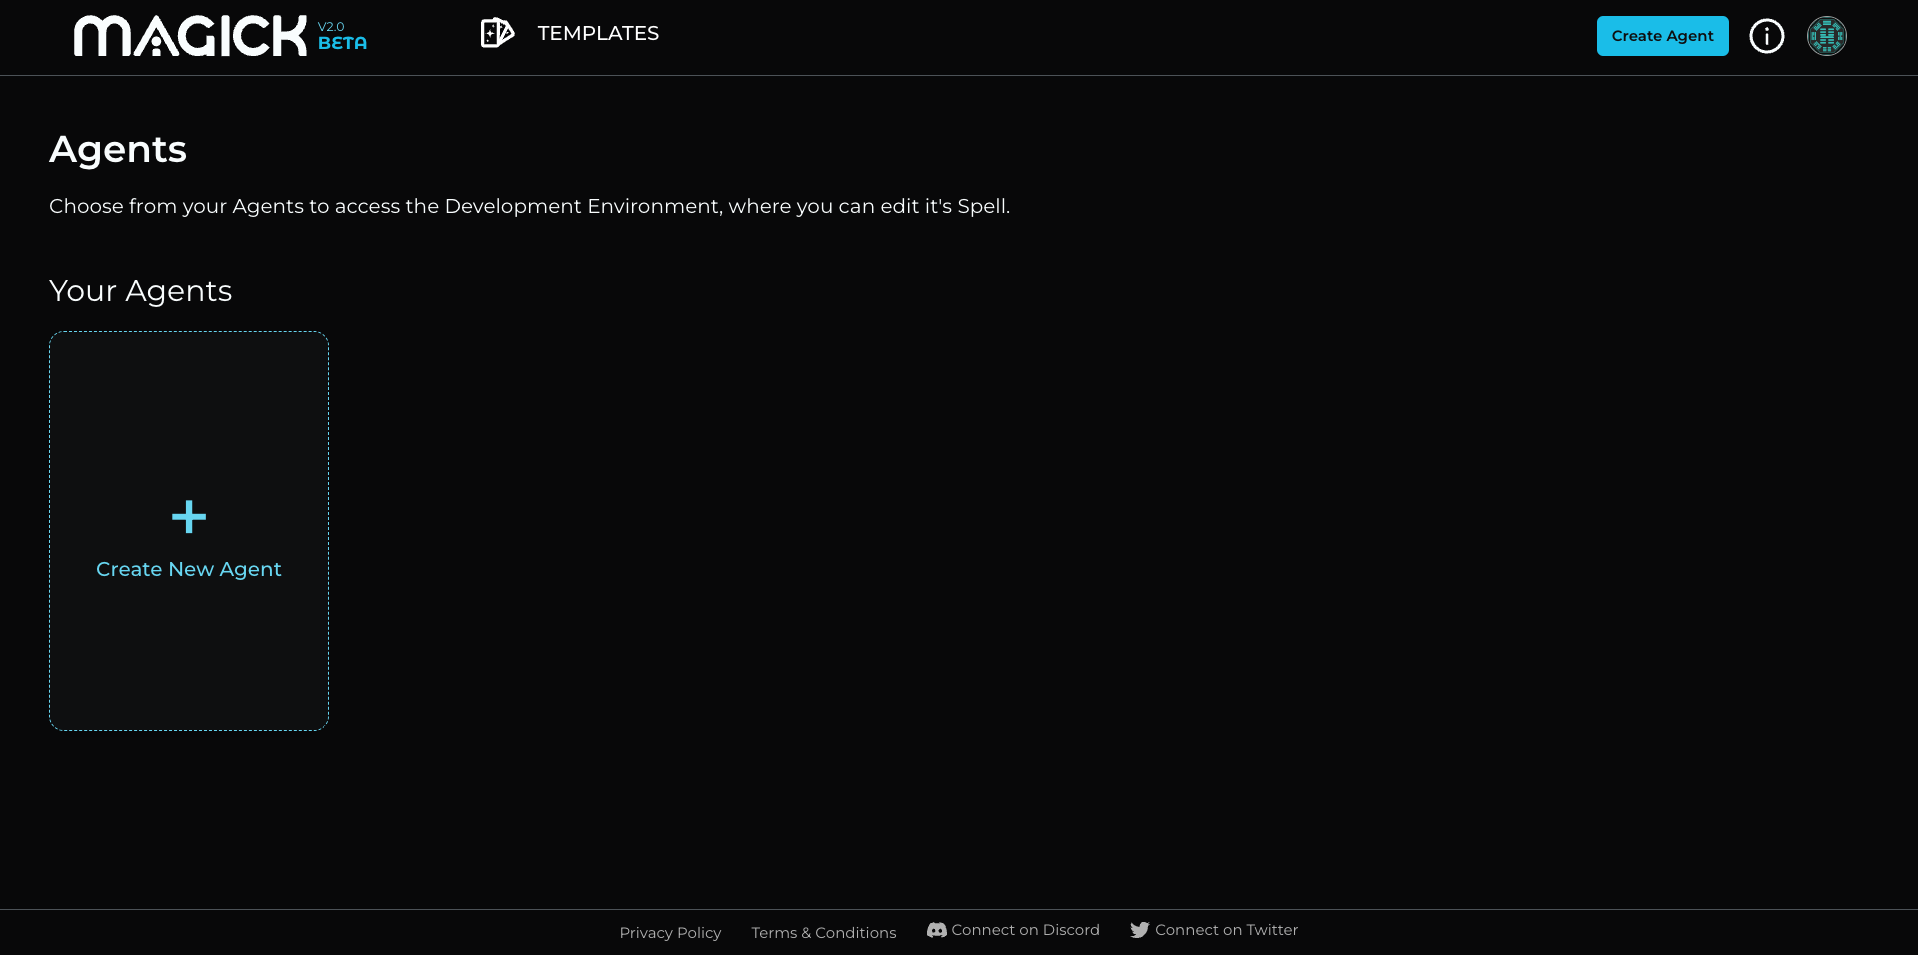 MAGICK
V2.0
BETA
TEMPLATES
Create Agent
Agents
Choose from your Agents to access the Development Environment, where you can edit it's Spell.
Your Agents
Create New Agent
Privacy Policy
Terms & Conditions
Connect on Discord
Connect on Twitter